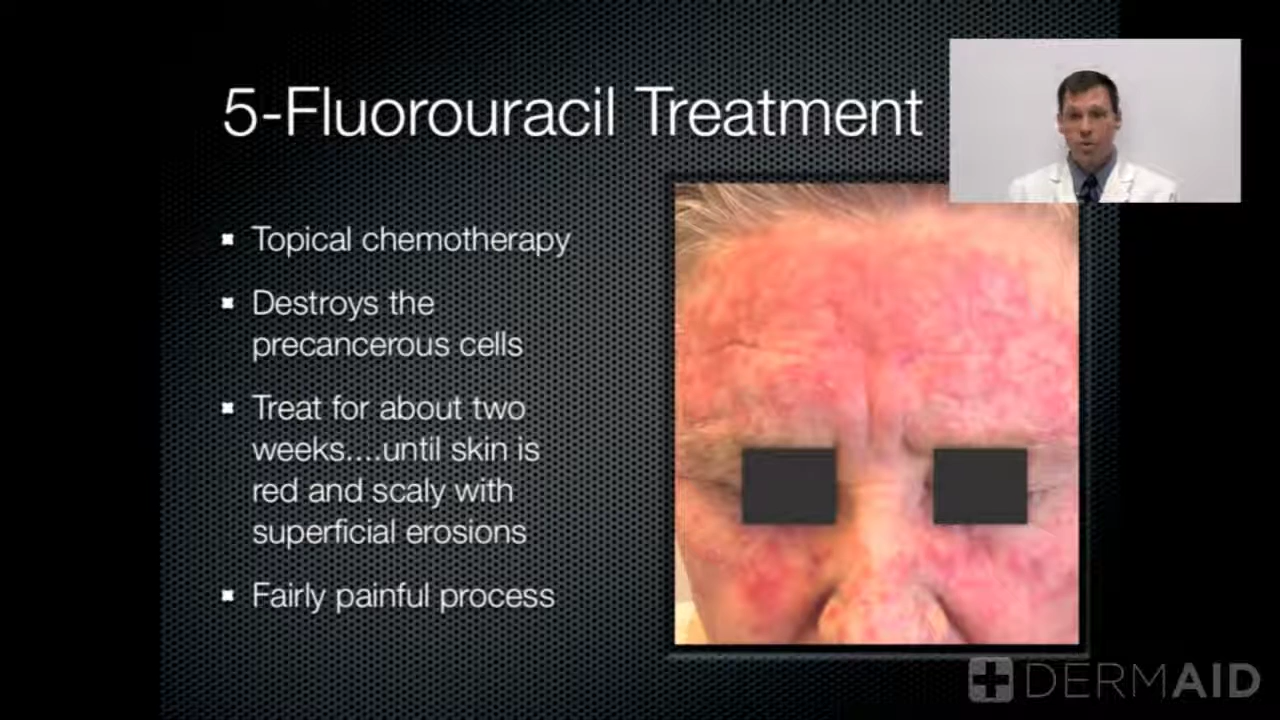 5-Fluorouracil Treatment
Topical chemotherapy
Destroys the
precancerous cells
Treat for about two
weeks....until skin is
red and scaly with
superficial erosions
Fairly painful process
DERMAID